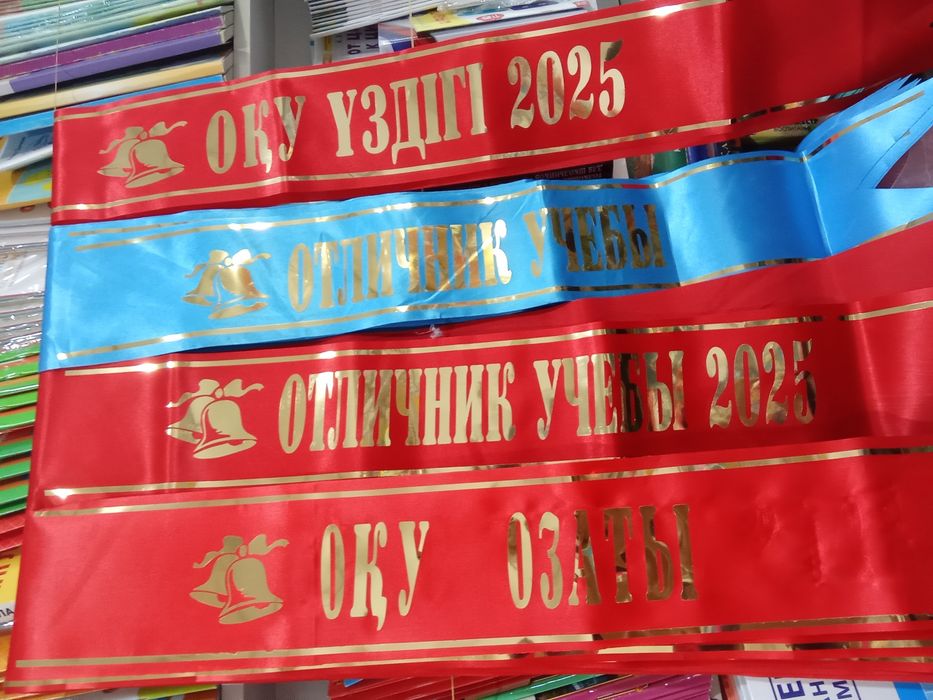 ОҚУ ҮЗДІГІ 2025
ОТЛИЧНИК УЧЕБЫ
ОТЛИЧНИК УЧЕБЫ 2025
ОҚУ ОЗАТЫ